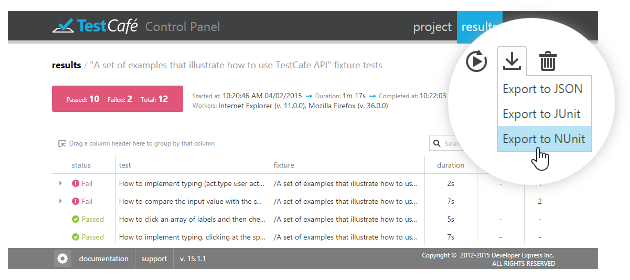 TestCafé Control Panel
project
results
results / "A set of examples that illustrate how to use TestCafe API" fixture tests
Export to JSON
Export to JUnit
Export to NUnit
Passed: 10 Failed: 2 Total: 12
Started at: 10:20:46 AM 04/02/2015 → Duration: 1m 17s → Completed at: 10:22:03
Workers: Internet Explorer (v. 11.0.0), Mozilla Firefox (v. 36.0.0)
Drag a column header here to group by that column
status test fixture duration
Fail How to implement typing (act.type user act... /A set of examples that illustrate how to us... 2s -
Fail How to compare the input value with the s... /A set of examples that illustrate how to us... 7s - 2
Passed How to click an array of labels and then che... /A set of examples that illustrate how to us... 5s - -
Passed How to implement typing, clicking at the sp... /A set of examples that illustrate how to us... 7s - -
documentation support v. 15.1.1
Copyright © 2012-2015 Developer Express Inc.
ALL RIGHTS RESERVED